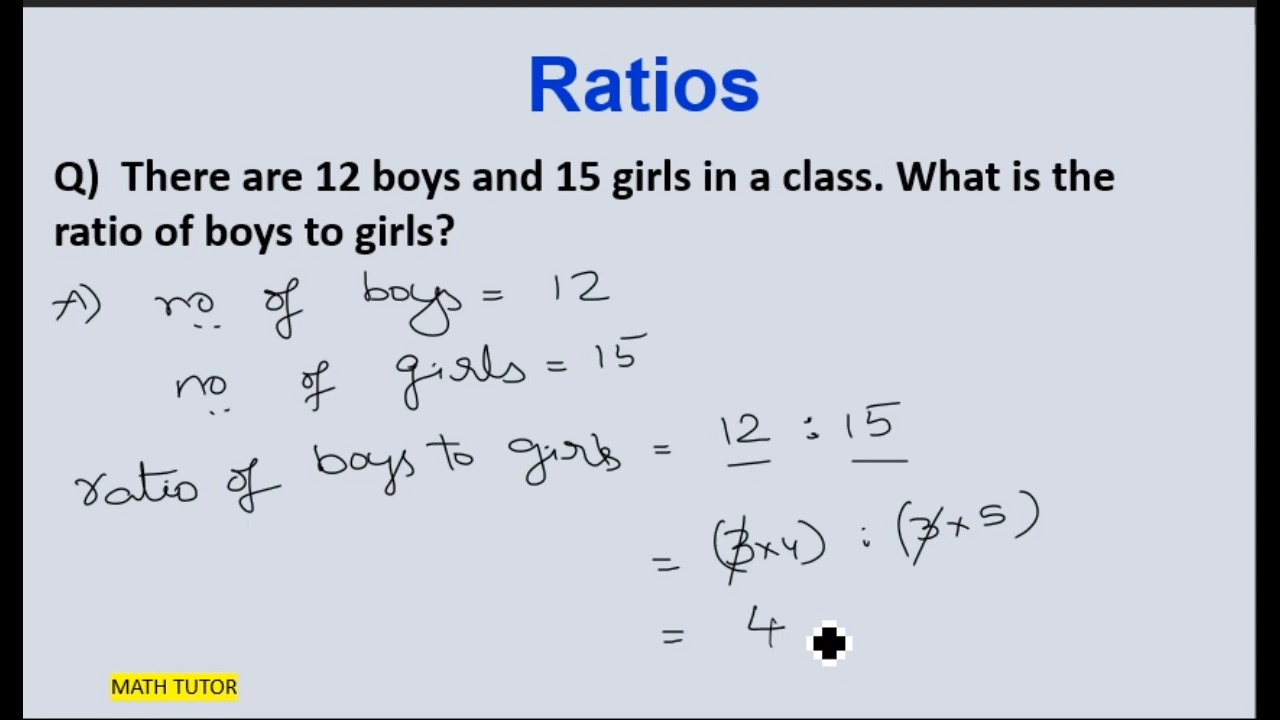 Ratios
Q) There are 12 boys and 15 girls in a class. What is the
ratio of boys to girls?
A) no of boys = 12
no of girls = 15
ratio of boys to girls = 12 : 15
= (3×4) : (3×5)
= 4
MATH TUTOR